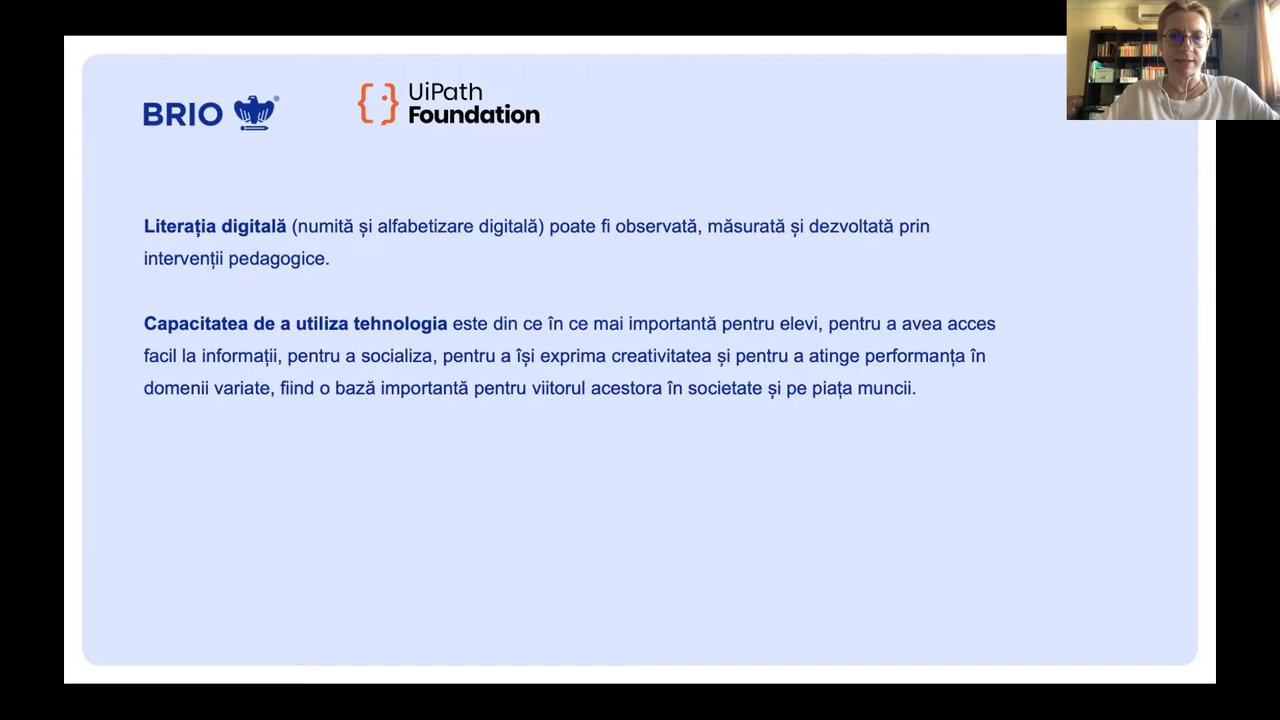 BRIO
UiPath
Foundation
Literația digitală (numită și alfabetizare digitală) poate fi observată, măsurată și dezvoltată prin
intervenții pedagogice.
Capacitatea de a utiliza tehnologia este din ce în ce mai importantă pentru elevi, pentru a avea acces
facil la informații, pentru a socializa, pentru a își exprima creativitatea și pentru a atinge performanța în
domenii variate, fiind o bază importantă pentru viitorul acestora în societate și pe piața muncii.